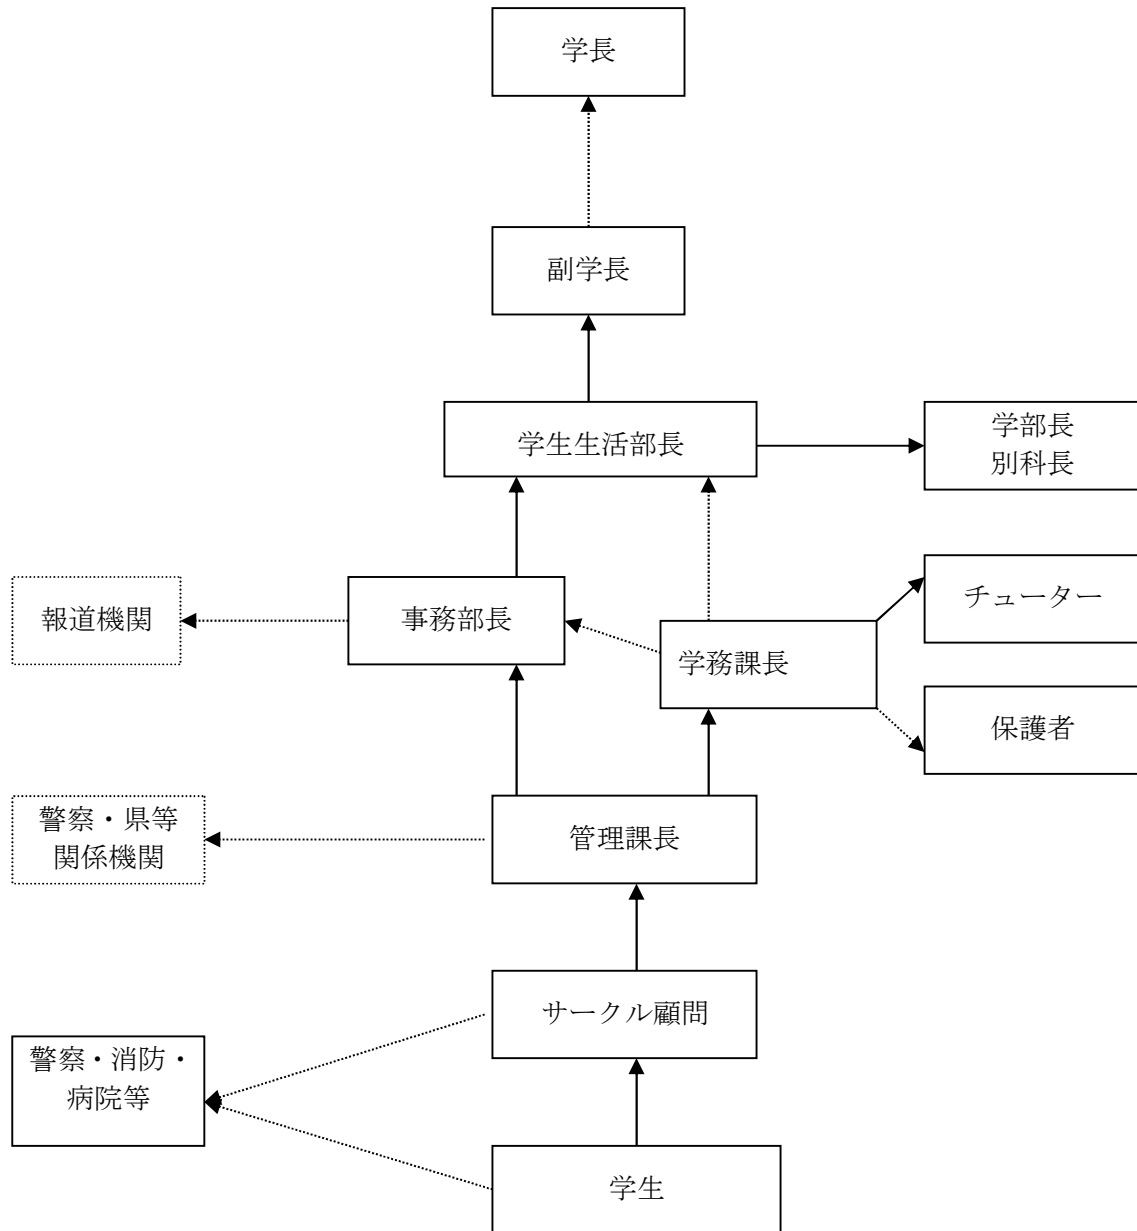 学長
副学長
学生生活部長
学部長
別科長
チューター
報道機関
事務部長
学務課長
保護者
警察・県等
関係機関
管理課長
サークル顧問
警察・消防・
病院等
学生